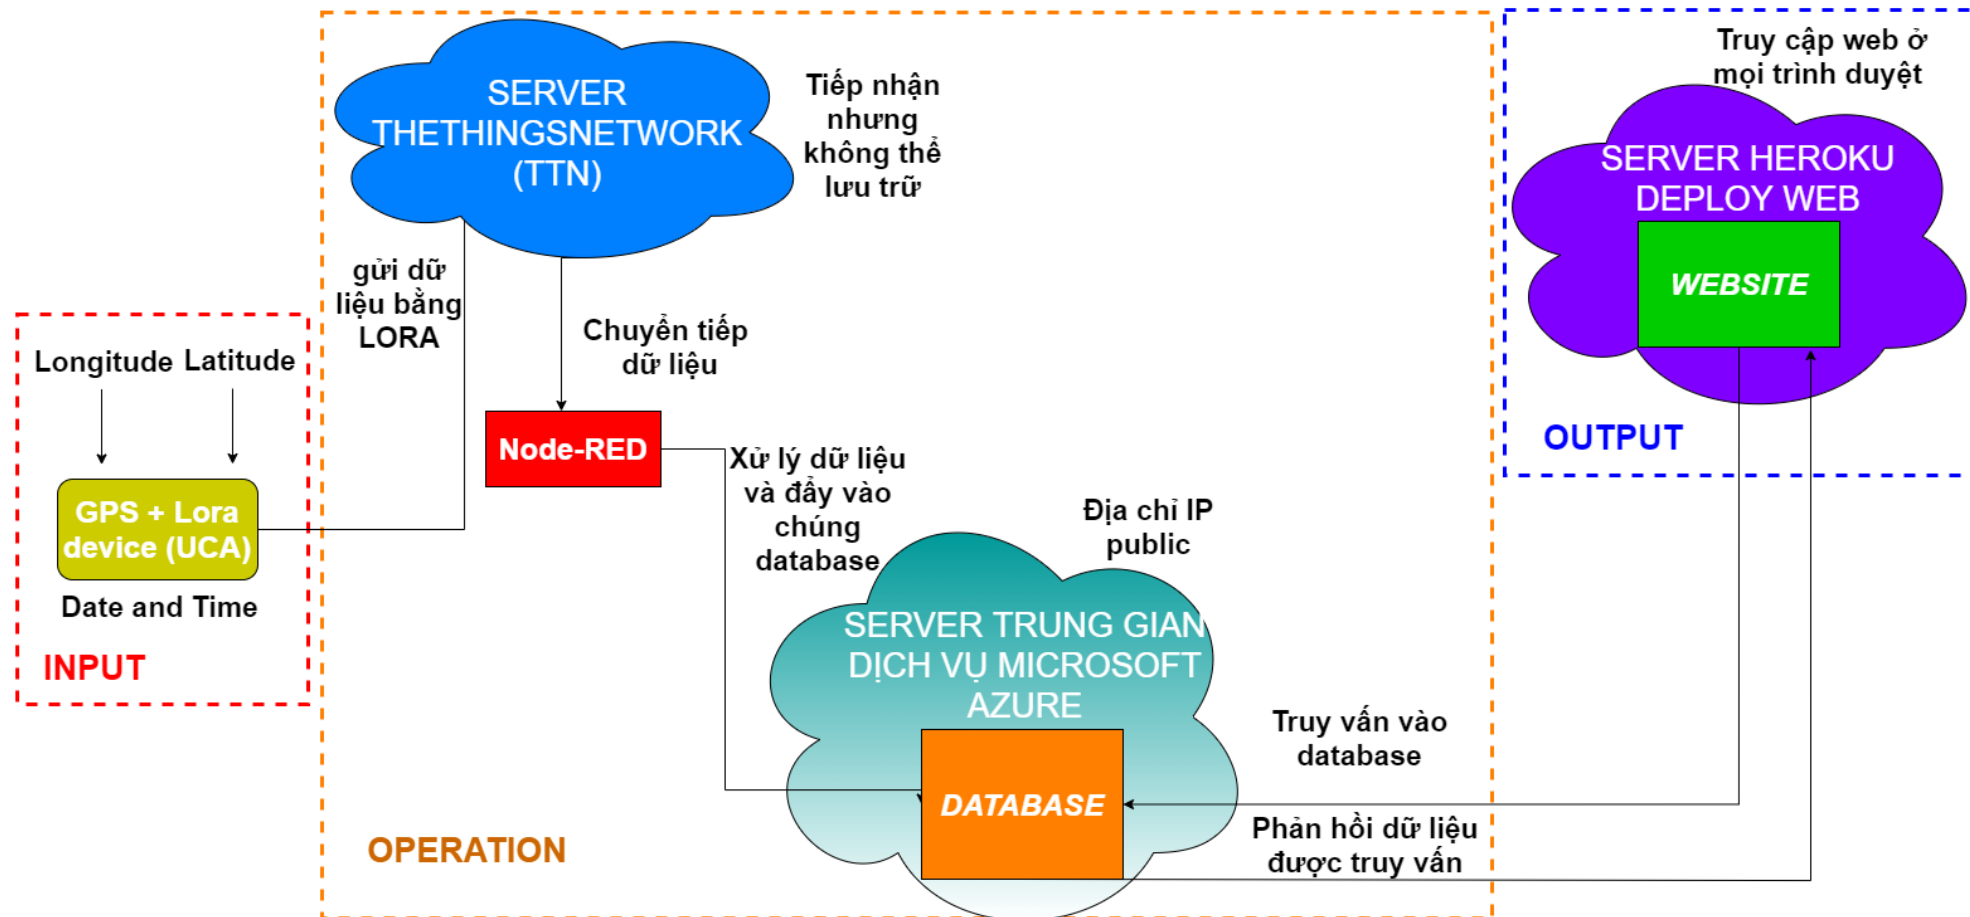 SERVER
THETHINGSNETWORK
(TTN)
Tiếp nhận
nhưng
không thể
lưu trữ
Truy cập web ở
mọi trình duyệt
SERVER HEROKU
DEPLOY WEB
WEBSITE
OUTPUT
gửi dữ
liệu bằng
LORA
Chuyển tiếp
dữ liệu
Longitude
Latitude
GPS + Lora
device (UCA)
Date and Time
INPUT
Node-RED
Xử lý dữ liệu
và đẩy vào
chúng
database
Địa chỉ IP
public
SERVER TRUNG GIAN
DỊCH VỤ MICROSOFT
AZURE
DATABASE
Truy vấn vào
database
Phản hồi dữ liệu
được truy vấn
OPERATION